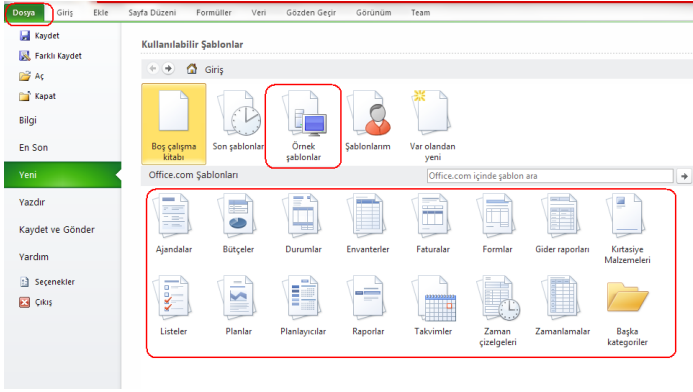 Dosya Giriş Ekle Sayfa Düzeni Formüller Veri Gözden Geçir Görünüm Team
Kaydet
Farklı Kaydet
Aç
Kapat
Bilgi
En Son
Yeni
Yazdır
Kaydet ve Gönder
Yardım
Seçenekler
Çıkış
Kullanılabilir Şablonlar
Giriş
Boş çalışma kitabı
Son şablonlar
Örnek şablonlar
Şablonlarım
Var olandan yeni
Office.com Şablonları
Office.com içinde şablon ara
Ajandalar
Bütçeler
Durumlar
Envanterler
Faturalar
Formlar
Gider raporları
Kırtasiye Malzemeleri
Listeler
Planlar
Planlayıcılar
Raporlar
Takvimler
Zaman çizelgeleri
Zamanlamalar
Başka kategoriler